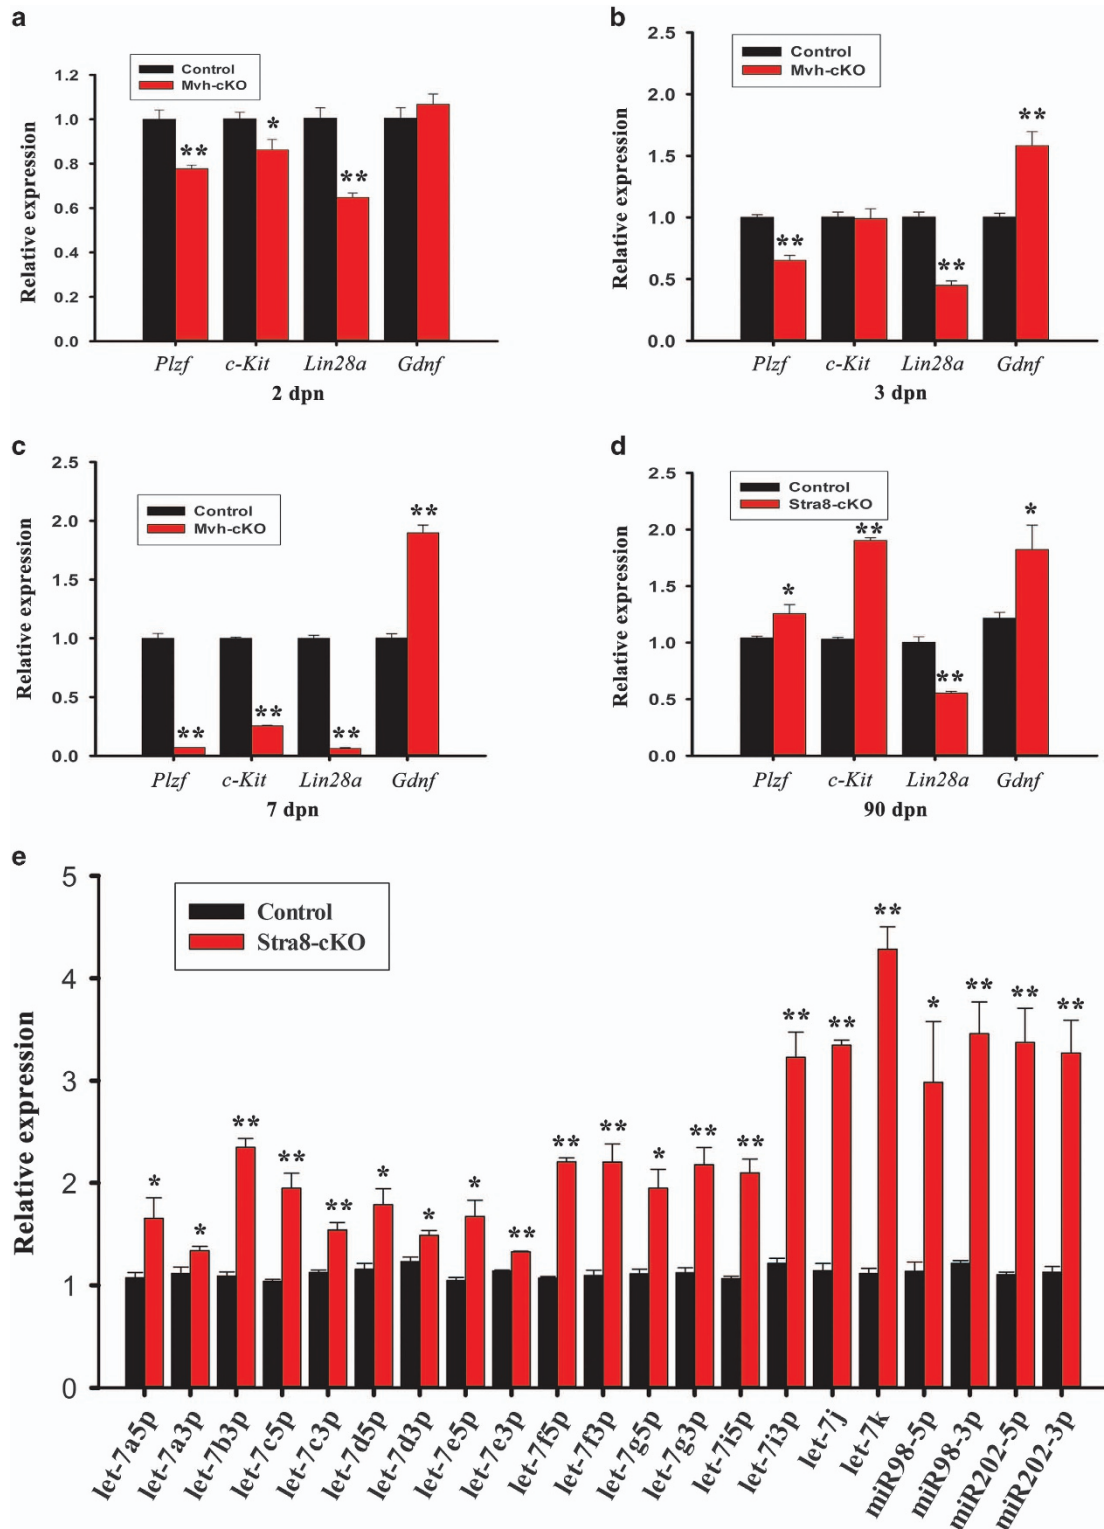 a
Control
Mvh-cKO
Relative expression
1.2
1.0
0.8
0.6
0.4
0.2
0.0
** * **
Plzf c-Kit Lin28a Gdnf
2 dpn
b
Control
Mvh-cKO
Relative expression
2.5
2.0
1.5
1.0
0.5
0.0
** ** **
Plzf c-Kit Lin28a Gdnf
3 dpn
c
Control
Mvh-cKO
Relative expression
2.5
2.0
1.5
1.0
0.5
0.0
** ** ** **
Plzf c-Kit Lin28a Gdnf
7 dpn
d
Control
Stra8-cKO
Relative expression
2.5
2.0
1.5
1.0
0.5
0.0
* ** ** *
Plzf c-Kit Lin28a Gdnf
90 dpn
e
Control
Stra8-cKO
Relative expression
5
4
3
2
1
0
* * ** ** ** * * * ** ** ** * ** ** ** ** ** * ** ** **
let-7a5p
let-7a3p
let-7b3p
let-7c5p
let-7c3p
let-7d5p
let-7d3p
let-7e5p
let-7e3p
let-7f5p
let-7f3p
let-7g5p
let-7g3p
let-7i5p
let-7i3p
let-7j
let-7k
miR98-5p
miR98-3p
miR202-5p
miR202-3p